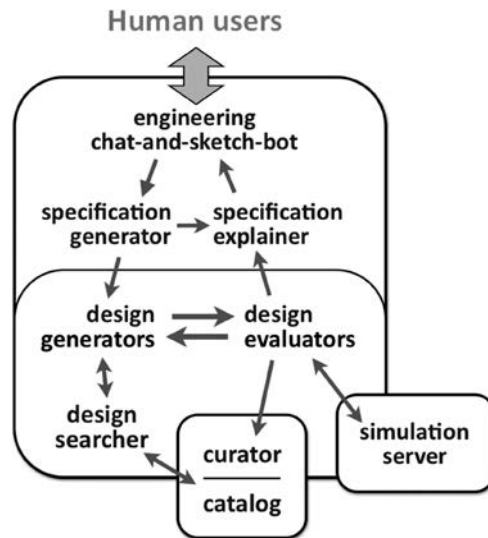 Human users
engineering
chat-and-sketch-bot
specification
generator
specification
explainer
design
generators
design
evaluators
design
searcher
curator
catalog
simulation
server